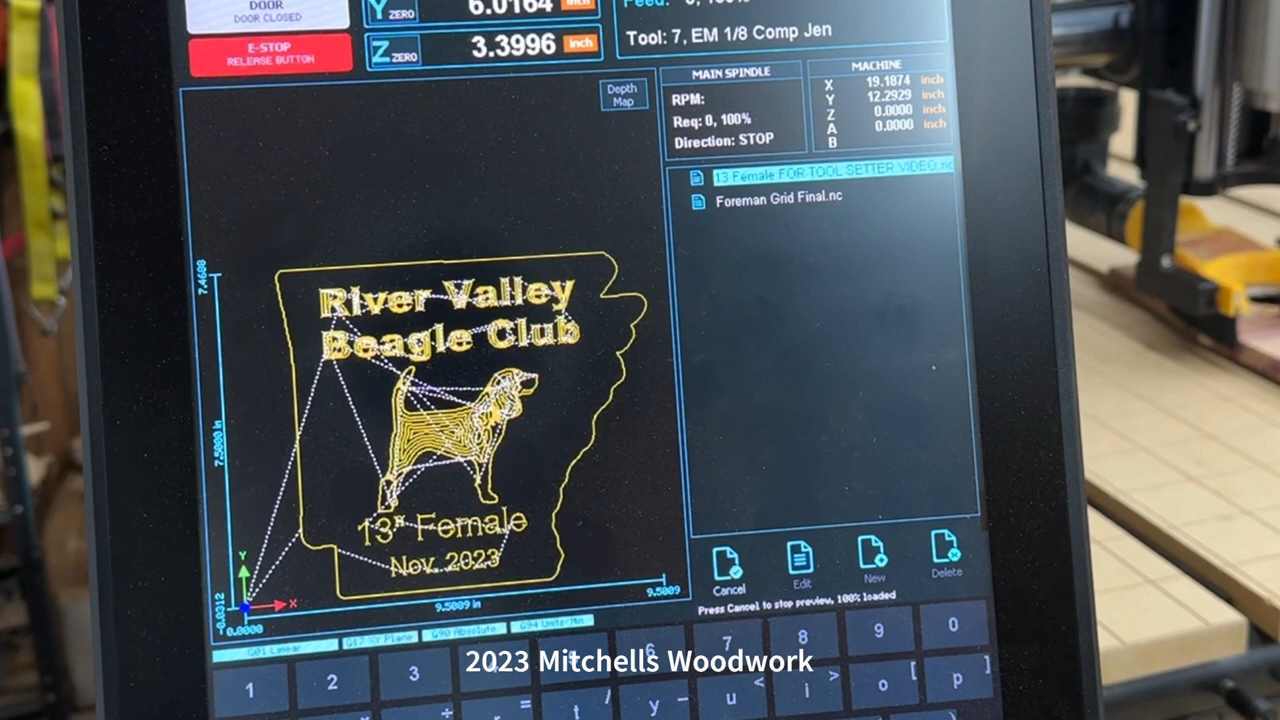 DOOR
DOOR CLOSED
E-STOP
RELEASE BUTTON
Y ZERO 6.0164 inch
Z ZERO 3.3996 inch
Feed:
Tool: 7, EM 1/8 Comp Jen
Depth
Map
MAIN SPINDLE
RPM:
Req: 0, 100%
Direction: STOP
MACHINE
X 19.1874 inch
Y 12.2929 inch
Z 0.0000 inch
A 0.0000 inch
B
13 Female FOR TOOL SETTER VIDEO.nc
Foreman Grid Final.nc
7.4688
7.5000 in
-0.0312
River Valley
Beagle Club
13" Female
Nov. 2023
Y
X
0.0000
9.5009 in
9.5009
Cancel
Edit
New
Delete
Press Cancel to stop preview, 100% loaded
G01 Linear
G17 XY Plane
G90 Absolute
G94 Units/Min
1 2 3 6 7 8 9 0
= / t y _ u < i > o [ p ]
2023 Mitchells Woodwork